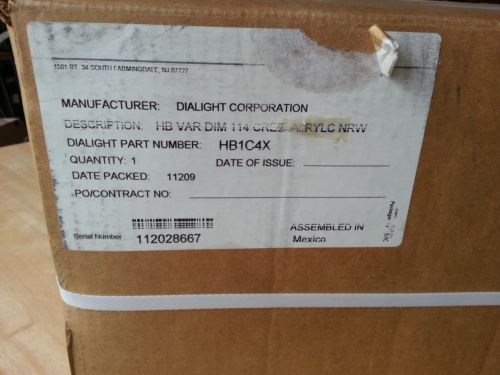 1501 RT. 34 SOUTH FARMINGDALE, NJ 07727
MANUFACTURER: DIALIGHT CORPORATION
DESCRIPTION: HB VAR DIM 114 CREE ACRYLC NRW
DIALIGHT PART NUMBER: HB1C4X
QUANTITY: 1 DATE OF ISSUE:
DATE PACKED: 11209
PO/CONTRACT NO:
Serial Number: 112028667
ASSEMBLED IN
Mexico
Package